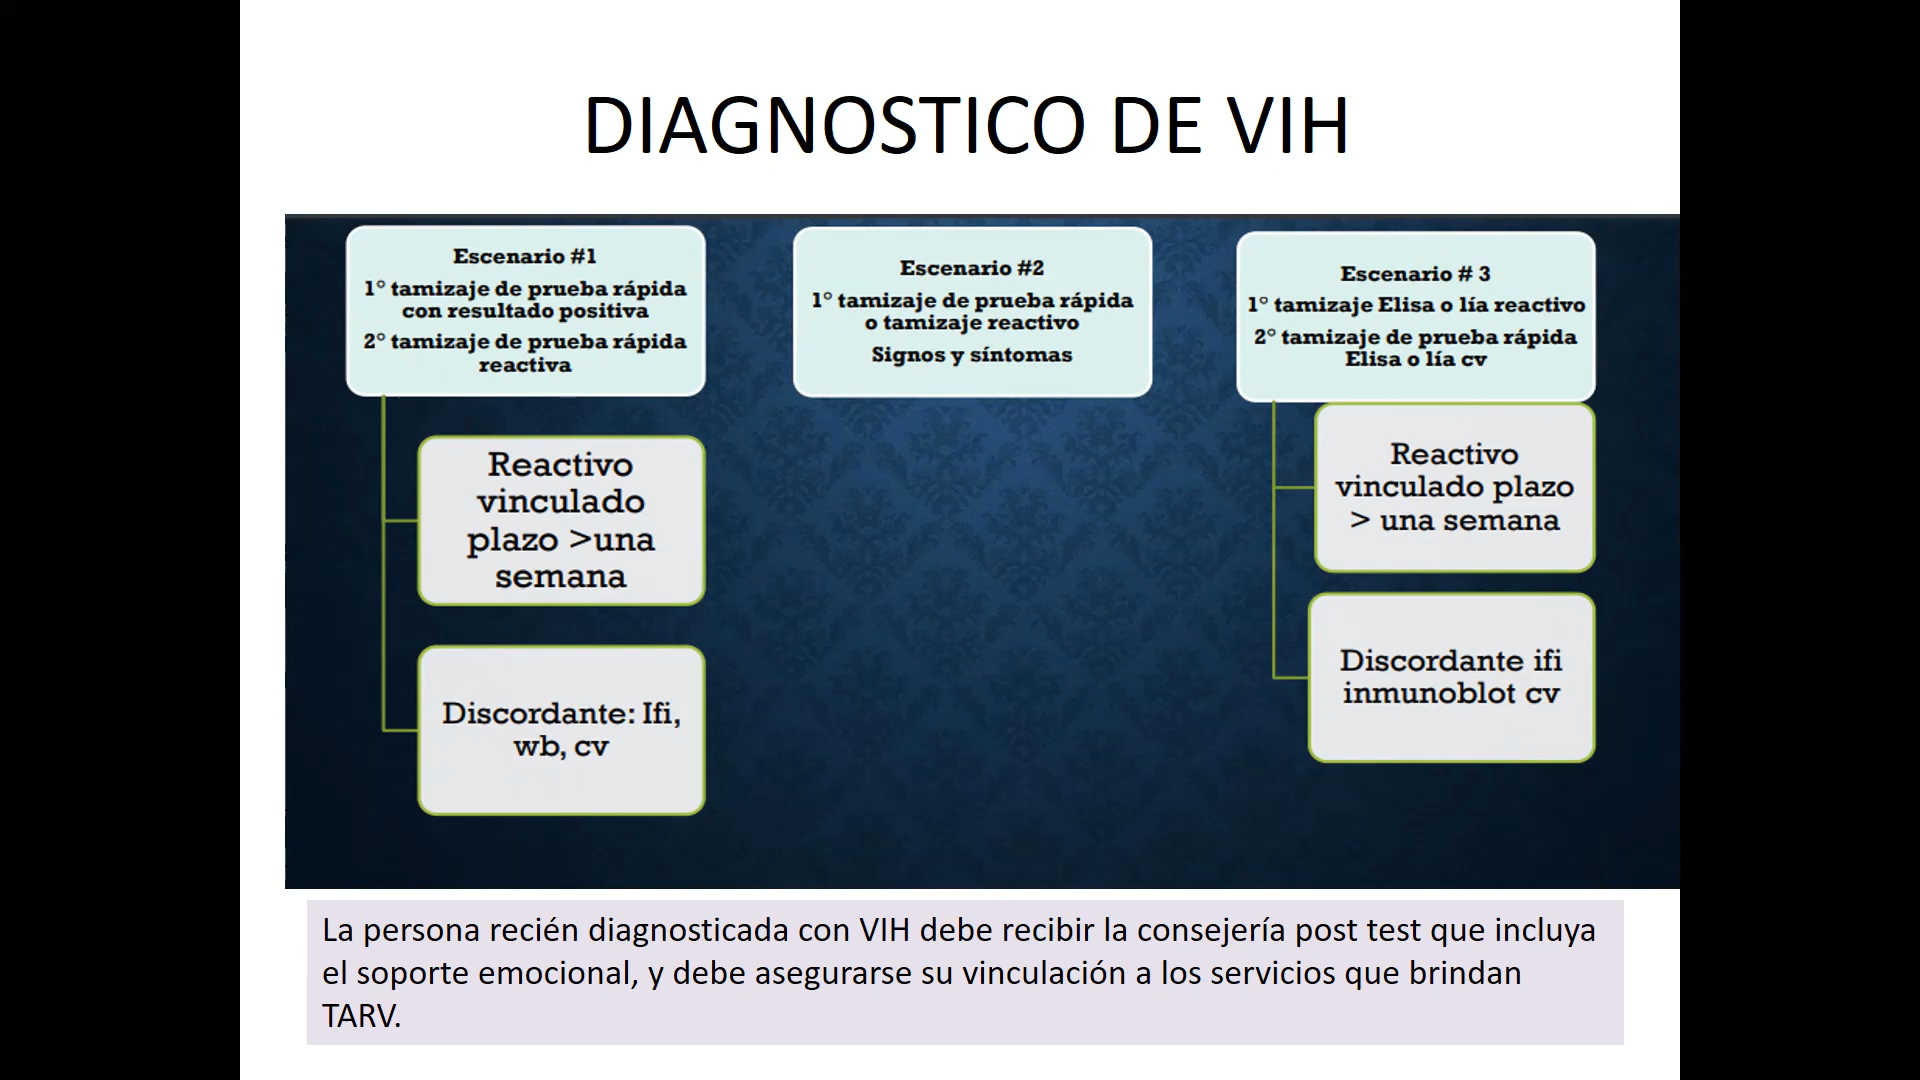 DIAGNOSTICO DE VIH
Escenario #1
1° tamizaje de prueba rápida
con resultado positiva
2° tamizaje de prueba rápida
reactiva
Reactivo
vinculado
plazo >una
semana
Discordante: Ifi,
wb, cv
Escenario #2
1° tamizaje de prueba rápida
o tamizaje reactivo
Signos y síntomas
Escenario # 3
1° tamizaje Elisa o lía reactivo
2° tamizaje de prueba rápida
Elisa o lía cv
Reactivo
vinculado plazo
> una semana
Discordante ifi
inmunoblot cv
La persona recién diagnosticada con VIH debe recibir la consejería post test que incluya
el soporte emocional, y debe asegurarse su vinculación a los servicios que brindan
TARV.